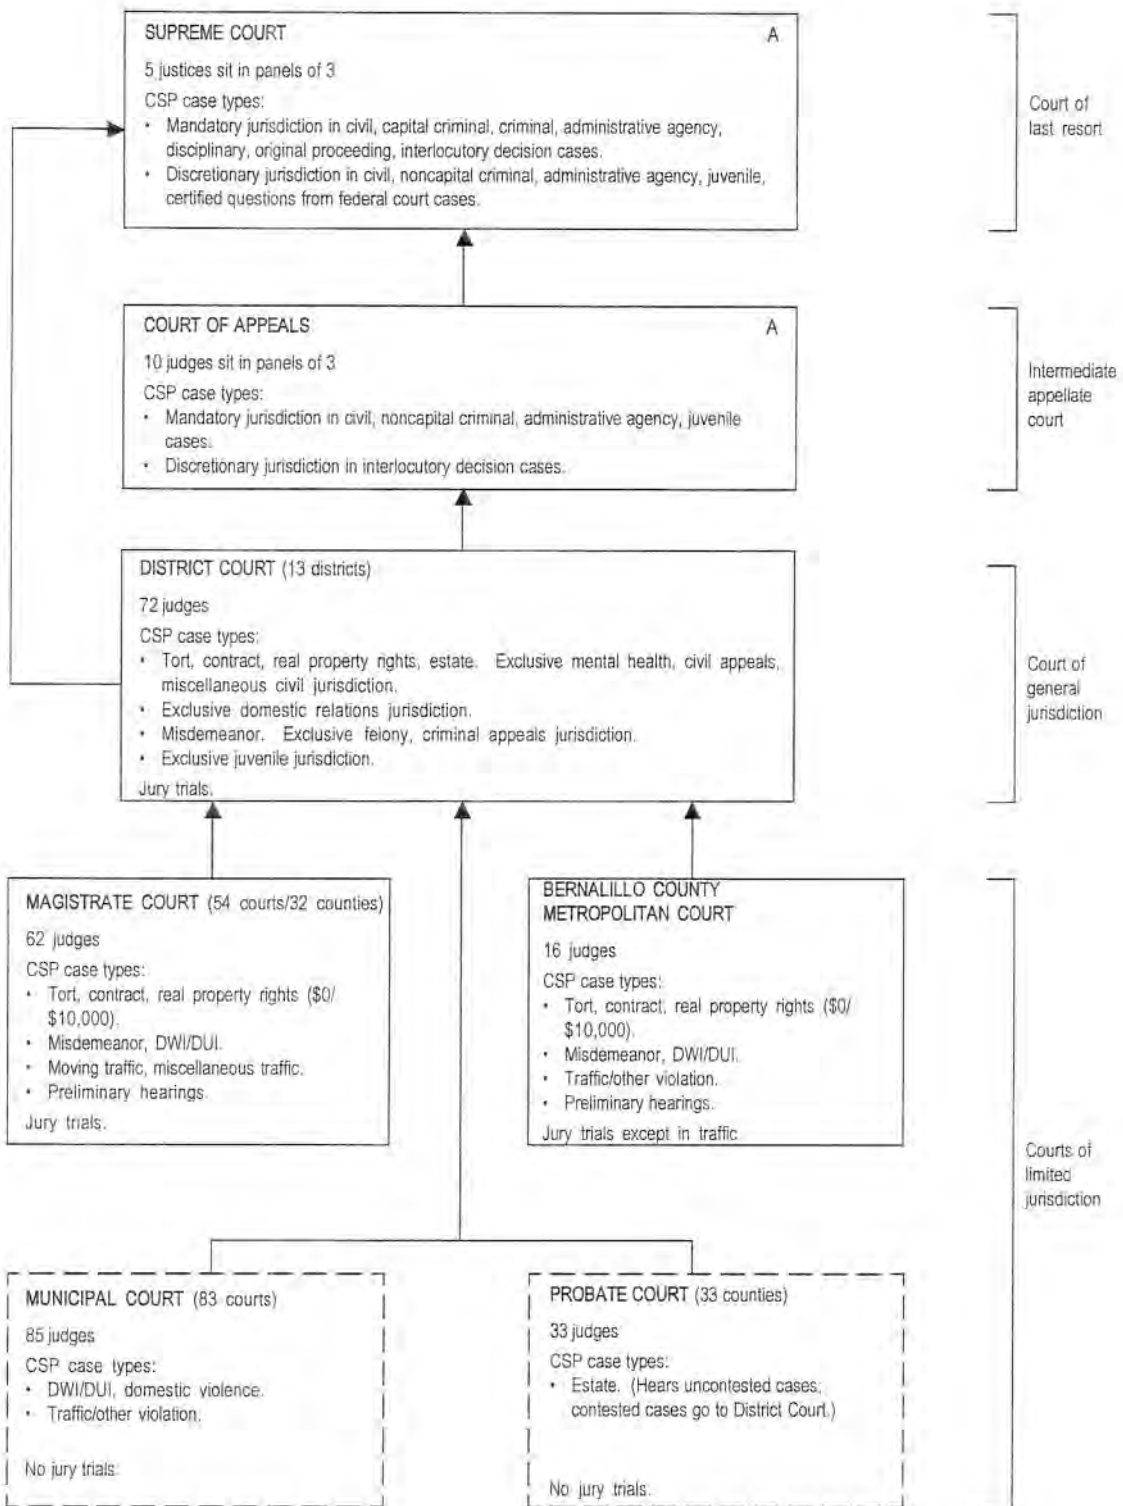 SUPREME COURT A
5 justices sit in panels of 3
CSP case types:
• Mandatory jurisdiction in civil, capital criminal, criminal, administrative agency,
disciplinary, original proceeding, interlocutory decision cases.
• Discretionary jurisdiction in civil, noncapital criminal, administrative agency, juvenile,
certified questions from federal court cases.
Court of
last resort
COURT OF APPEALS A
10 judges sit in panels of 3
CSP case types:
• Mandatory jurisdiction in civil, noncapital criminal, administrative agency, juvenile
cases.
• Discretionary jurisdiction in interlocutory decision cases.
Intermediate
appellate
court
DISTRICT COURT (13 districts)
72 judges
CSP case types:
• Tort, contract, real property rights, estate. Exclusive mental health, civil appeals,
miscellaneous civil jurisdiction.
• Exclusive domestic relations jurisdiction.
• Misdemeanor. Exclusive felony, criminal appeals jurisdiction.
• Exclusive juvenile jurisdiction.
Jury trials.
Court of
general
jurisdiction
MAGISTRATE COURT (54 courts/32 counties)
62 judges
CSP case types:
• Tort, contract, real property rights ($0/
$10,000).
• Misdemeanor, DWI/DUI.
• Moving traffic, miscellaneous traffic.
• Preliminary hearings.
Jury trials.
BERNALILLO COUNTY
METROPOLITAN COURT
16 judges
CSP case types:
• Tort, contract, real property rights ($0/
$10,000).
• Misdemeanor, DWI/DUI.
• Traffic/other violation.
• Preliminary hearings.
Jury trials except in traffic
Courts of
limited
jurisdiction
MUNICIPAL COURT (83 courts)
85 judges
CSP case types:
• DWI/DUI, domestic violence.
• Traffic/other violation.
No jury trials.
PROBATE COURT (33 counties)
33 judges
CSP case types:
• Estate. (Hears uncontested cases;
contested cases go to District Court.)
No jury trials.